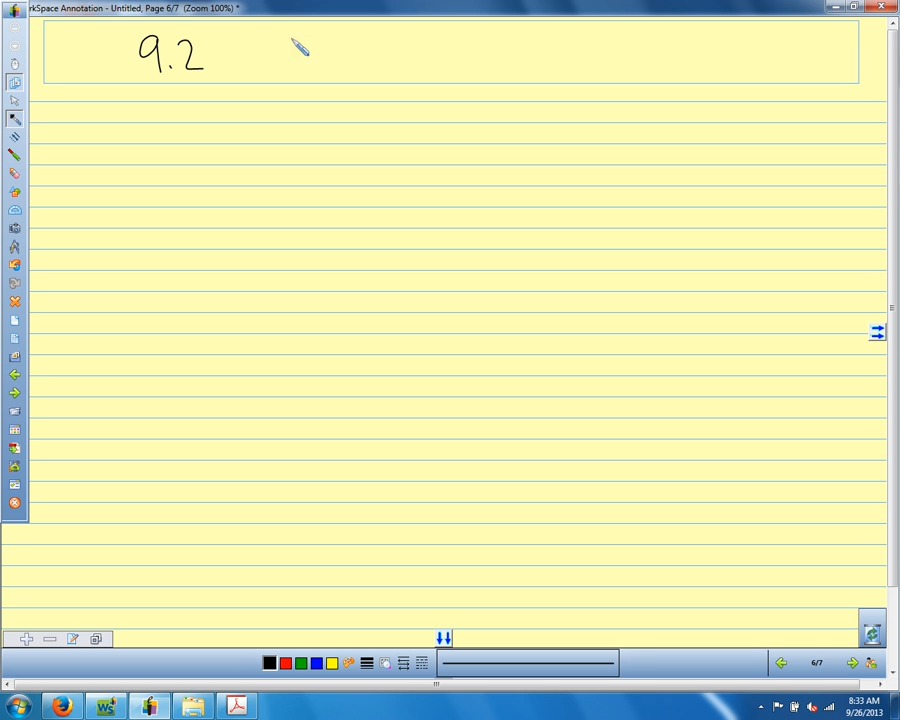 rkSpace Annotation - Untitled, Page 6/7 (Zoom 100%) *
9.2
6/7
8:33 AM
9/26/2013